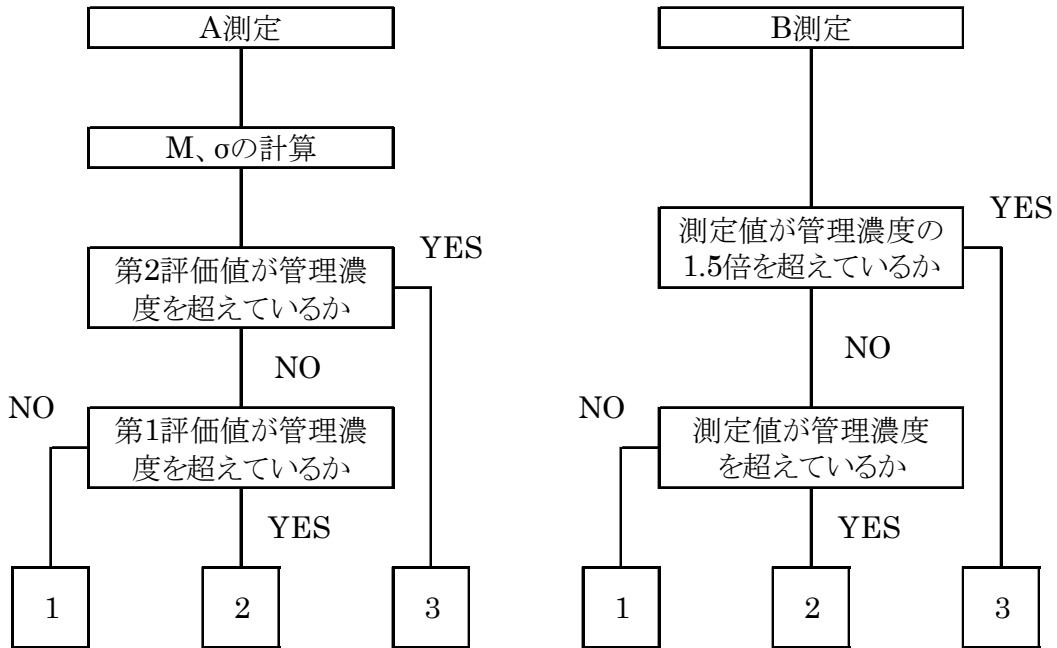 A測定
M、σの計算
YES
第2評価値が管理濃
度を超えているか
NO
NO
第1評価値が管理濃
度を超えているか
YES
1
2
3
B測定
YES
測定値が管理濃度の
1.5倍を超えているか
NO
NO
測定値が管理濃度
を超えているか
YES
1
2
3